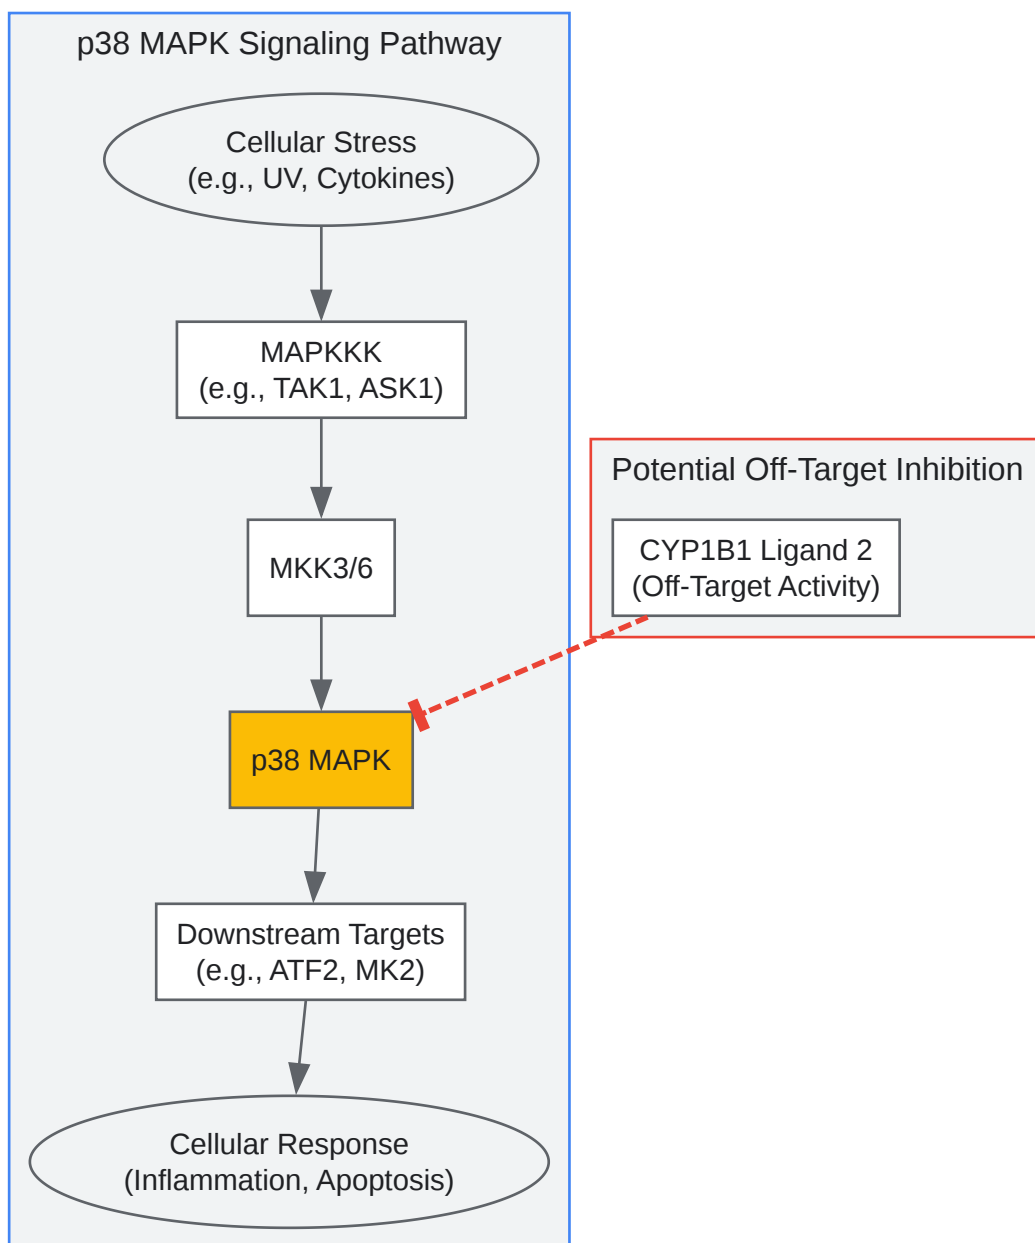 p38 MAPK Signaling Pathway
Cellular Stress
(e.g., UV, Cytokines)
MAPKKK
(e.g., TAK1, ASK1)
MKK3/6
p38 MAPK
Downstream Targets
(e.g., ATF2, MK2)
Cellular Response
(Inflammation, Apoptosis)
Potential Off-Target Inhibition
CYP1B1 Ligand 2
(Off-Target Activity)